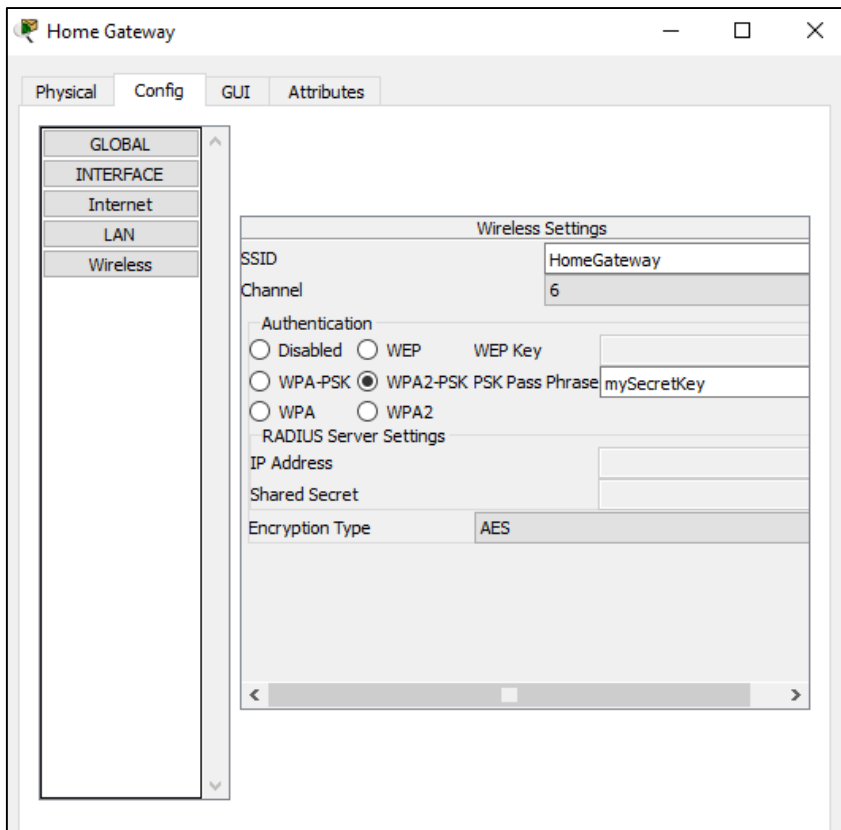 Home Gateway
Physical Config GUI Attributes
GLOBAL
INTERFACE
Internet
LAN
Wireless
Wireless Settings
SSID HomeGateway
Channel 6
Authentication
Disabled WEP WEP Key
WPA-PSK WPA2-PSK PSK Pass Phrase mySecretKey
WPA WPA2
RADIUS Server Settings
IP Address
Shared Secret
Encryption Type AES